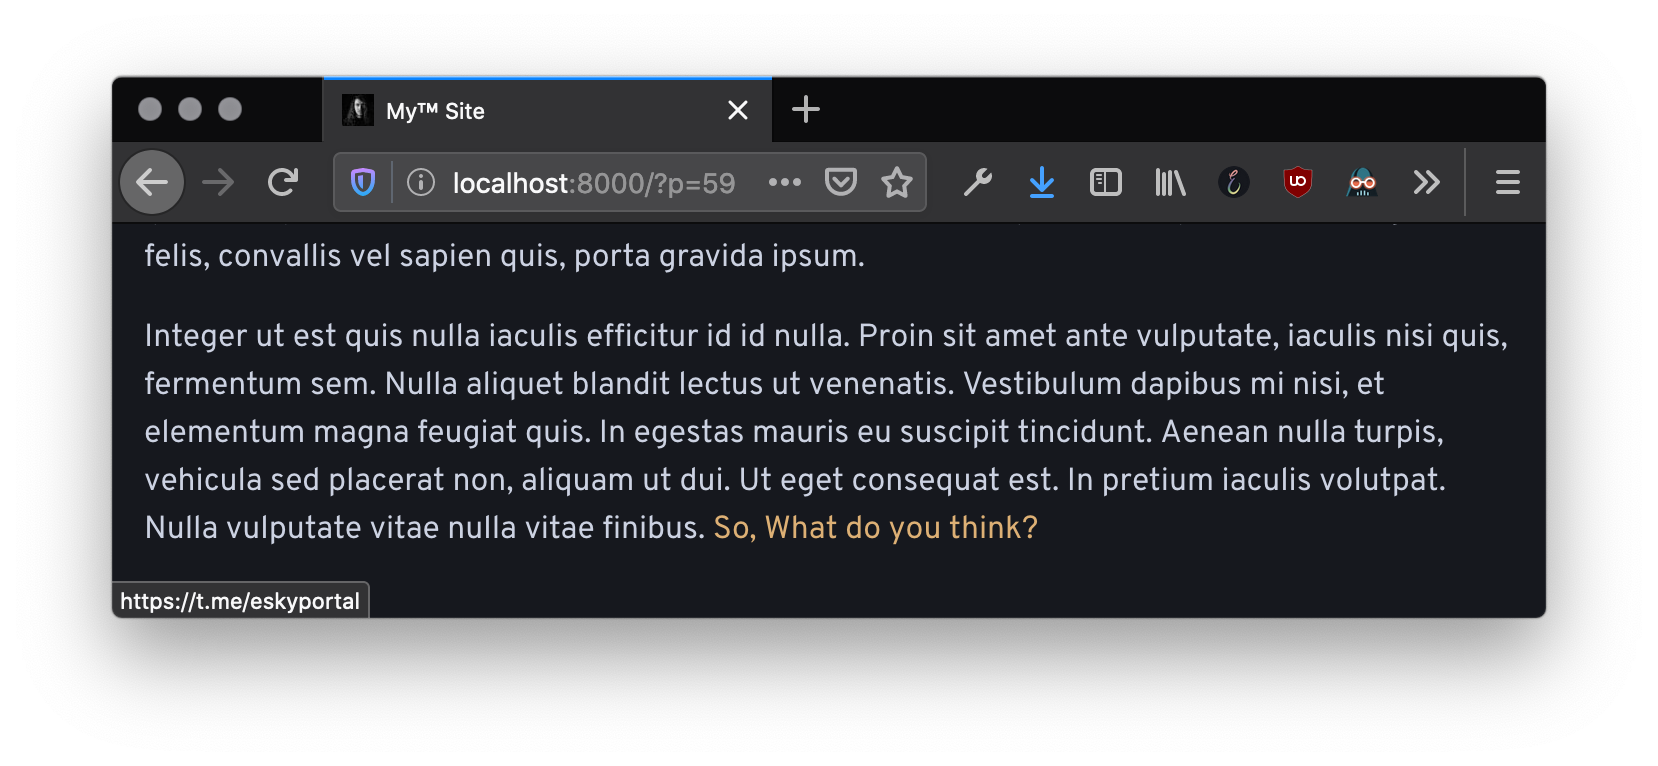 My™ Site
localhost:8000/?p=59
felis, convallis vel sapien quis, porta gravida ipsum.
Integer ut est quis nulla iaculis efficitur id id nulla. Proin sit amet ante vulputate, iaculis nisi quis,
fermentum sem. Nulla aliquet blandit lectus ut venenatis. Vestibulum dapibus mi nisi, et
elementum magna feugiat quis. In egestas mauris eu suscipit tincidunt. Aenean nulla turpis,
vehicula sed placerat non, aliquam ut dui. Ut eget consequat est. In pretium iaculis volutpat.
Nulla vulputate vitae nulla vitae finibus. So, What do you think?
https://t.me/eskyportal